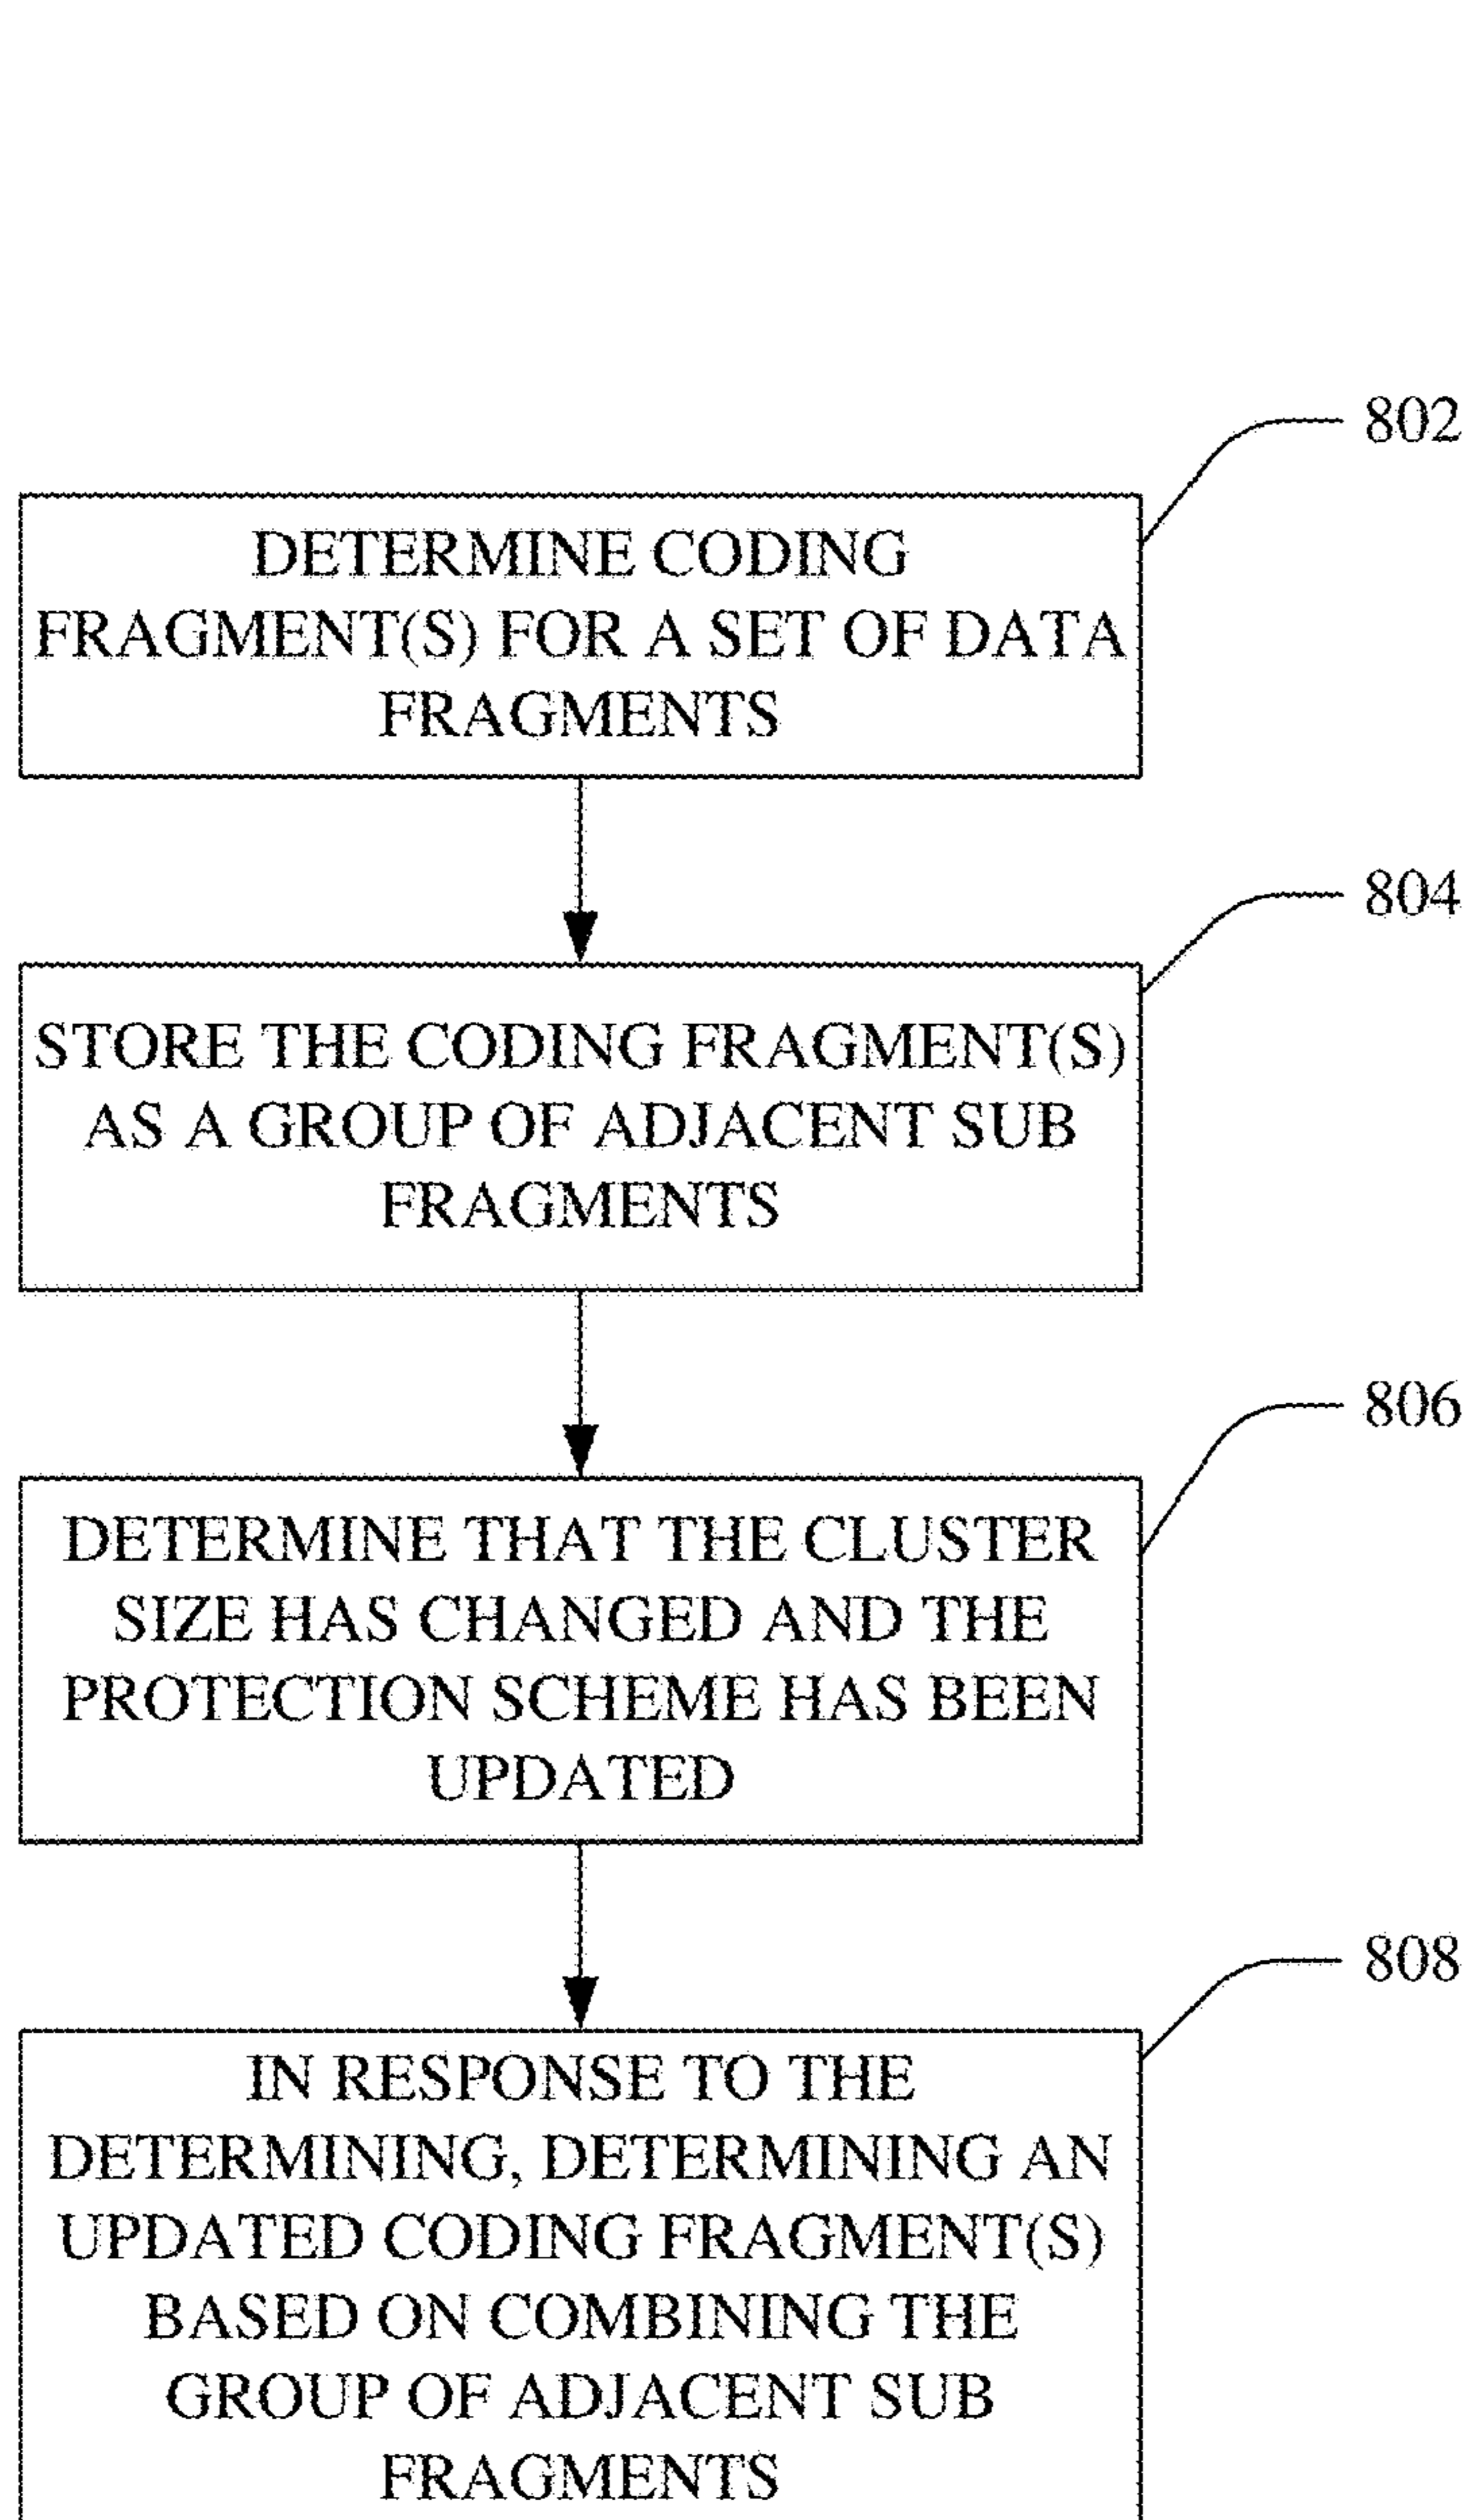 802
DETERMINE CODING
FRAGMENT(S) FOR A SET OF DATA
FRAGMENTS
804
STORE THE CODING FRAGMENT(S)
AS A GROUP OF ADJACENT SUB
FRAGMENTS
806
DETERMINE THAT THE CLUSTER
SIZE HAS CHANGED AND THE
PROTECTION SCHEME HAS BEEN
UPDATED
808
IN RESPONSE TO THE
DETERMINING, DETERMINING AN
UPDATED CODING FRAGMENT(S)
BASED ON COMBINING THE
GROUP OF ADJACENT SUB
FRAGMENTS